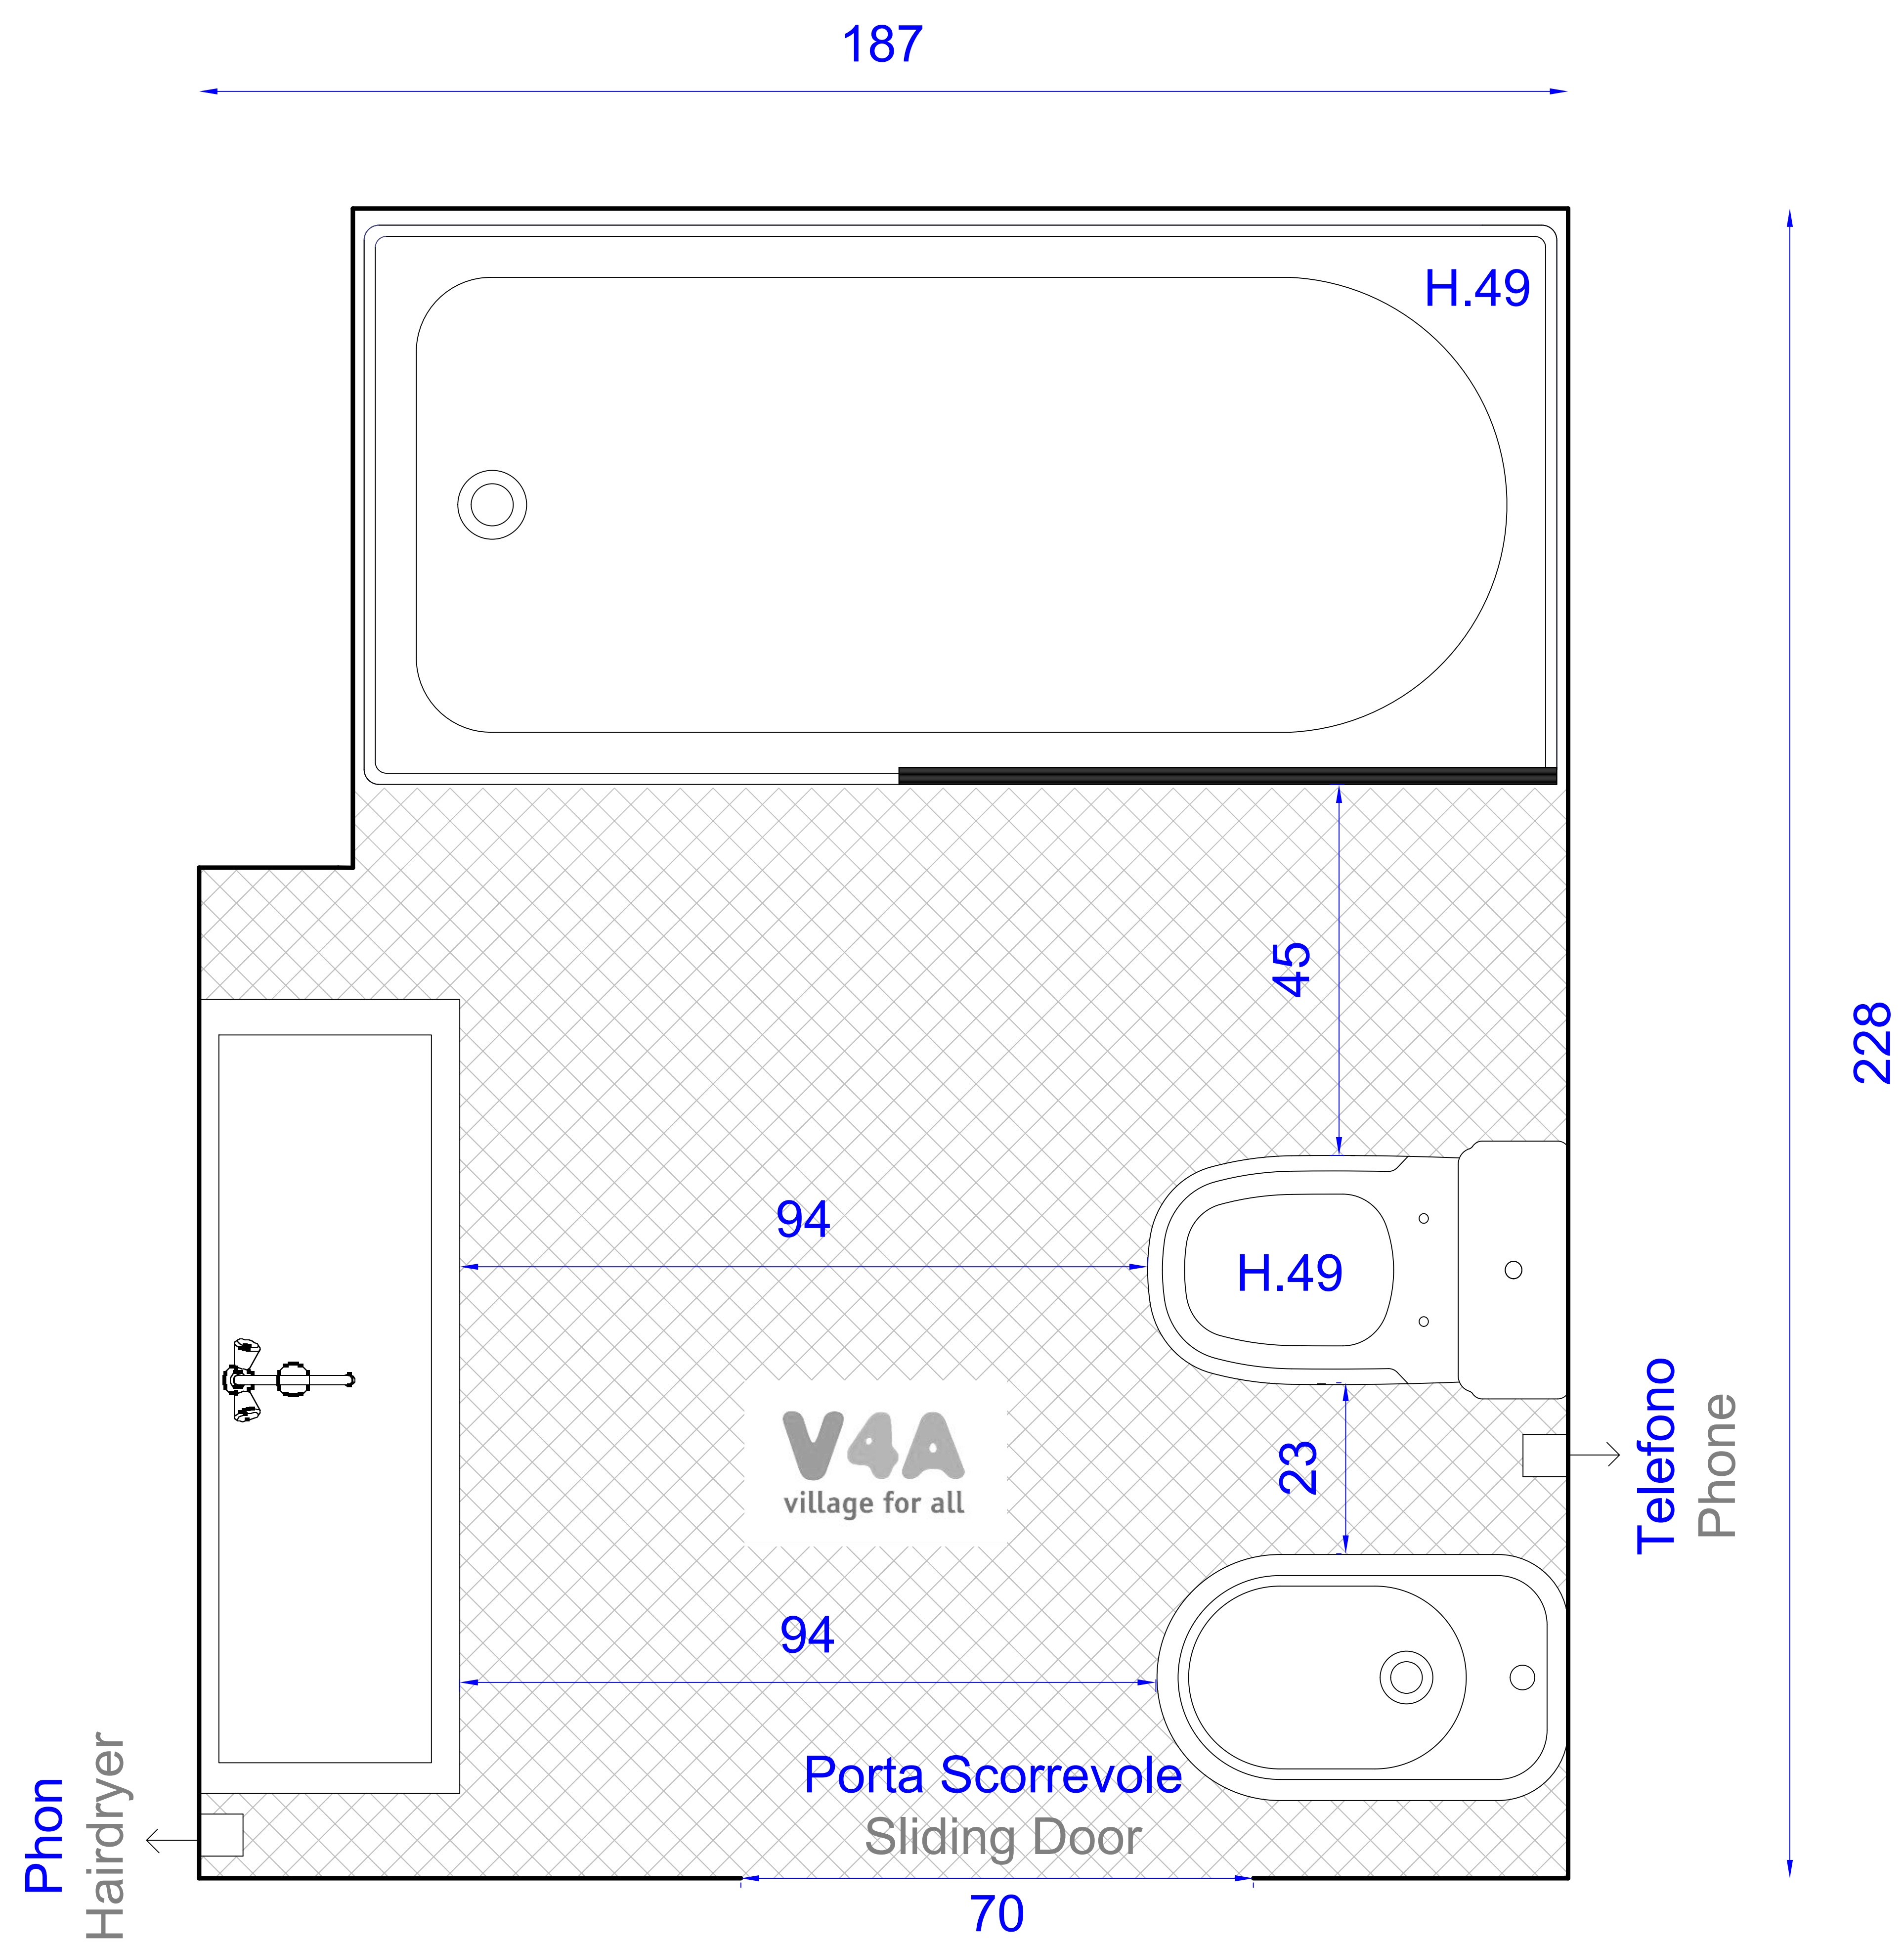 187
H.49
228
45
94
H.49
Telefono
Phone
23
V4A
village for all
94
Porta Scorrevole
Sliding Door
Phon
Hairdryer
70